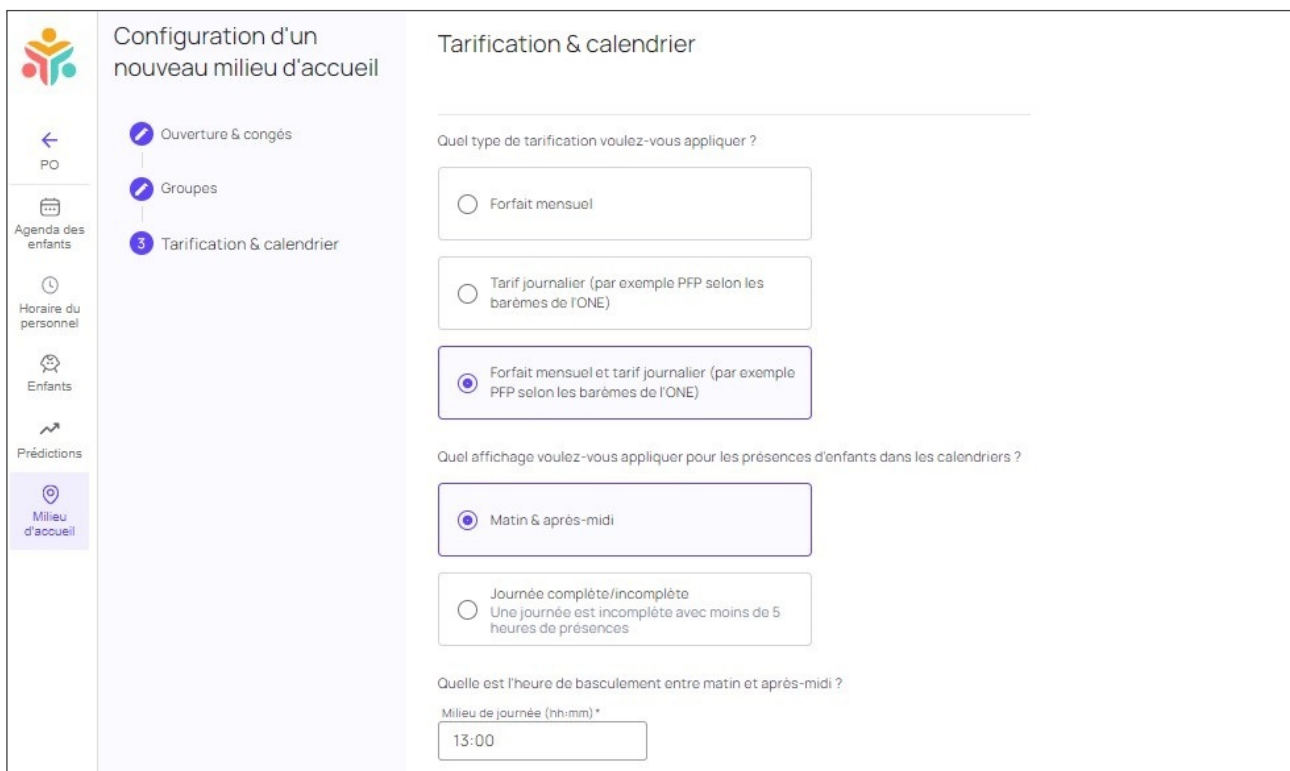 Configuration d'un
nouveau milieu d'accueil
Tarification & calendrier
PO
Agenda des
enfants
Horaire du
personnel
Enfants
Prédictions
Milieu
d'accueil
Ouverture & congés
Groupes
3 Tarification & calendrier
Quel type de tarification voulez-vous appliquer ?
Forfait mensuel
Tarif journalier (par exemple PFP selon les
barèmes de l'ONE)
Forfait mensuel et tarif journalier (par exemple
PFP selon les barèmes de l'ONE)
Quel affichage voulez-vous appliquer pour les présences d'enfants dans les calendriers ?
Matin & après-midi
Journée complète/incomplète
Une journée est incomplète avec moins de 5
heures de présences
Quelle est l'heure de basculement entre matin et après-midi ?
Milieu de journée (hh:mm) *
13:00